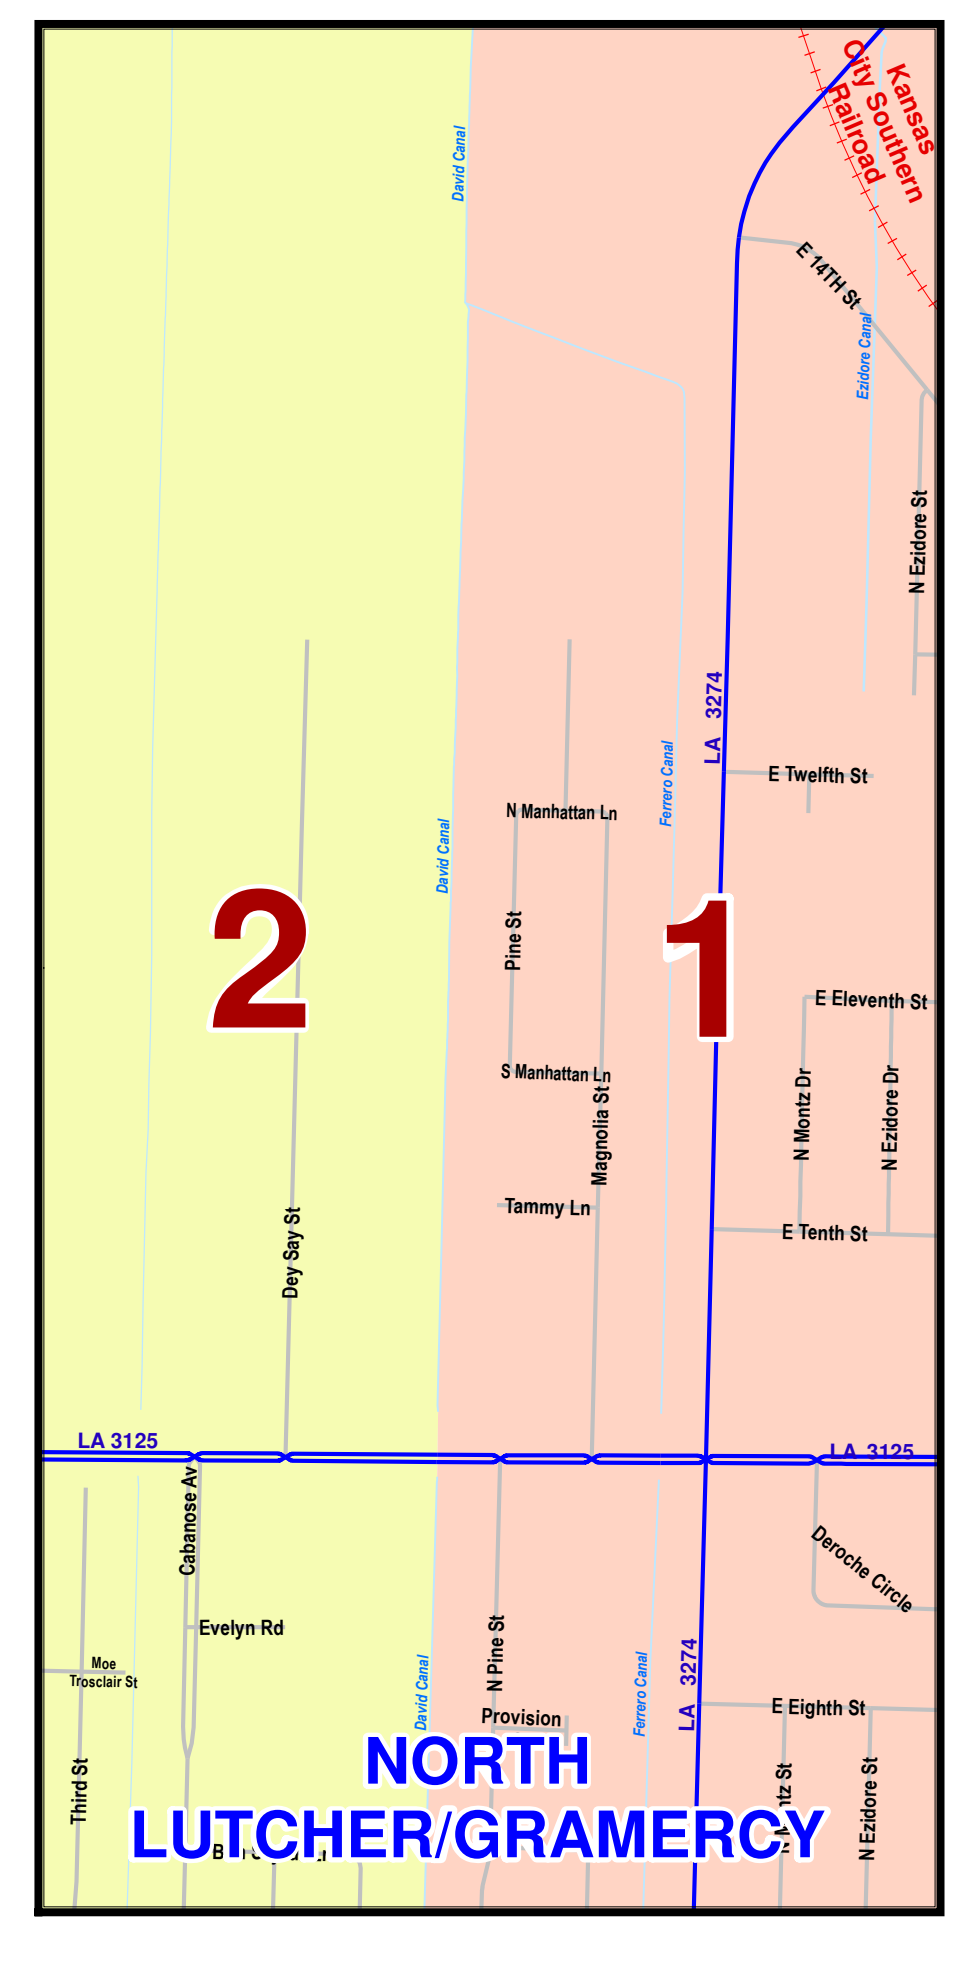 Kansas
City Southern
Railroad
David Canal
E 14TH St
Ezidore Canal
N Ezidore St
LA 3274
E Twelfth St
Ferrero Canal
N Manhattan Ln
David Canal
2
1
Pine St
E Eleventh St
S Manhattan Ln
Magnolia St
N Montz Dr
N Ezidore Dr
Tammy Ln
E Tenth St
Dey Say St
LA 3125
LA 3125
Cabanose Av
Deroche Circle
Evelyn Rd
N Pine St
Moe
Trosclair St
David Canal
Ferrero Canal
LA 3274
E Eighth St
Provision
Third St
N Ezidore St
NORTH
LUTCHER/GRAMERCY